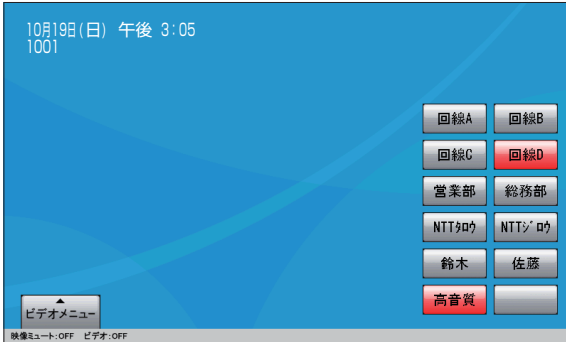 10月19日(日) 午後 3:05
1001
回線A 回線B
回線C 回線D
営業部 総務部
NTTﾀﾛｳ NTTｼﾞﾛｳ
鈴木 佐藤
高音質
ビデオメニュー
映像ミュート:OFF ビデオ:OFF